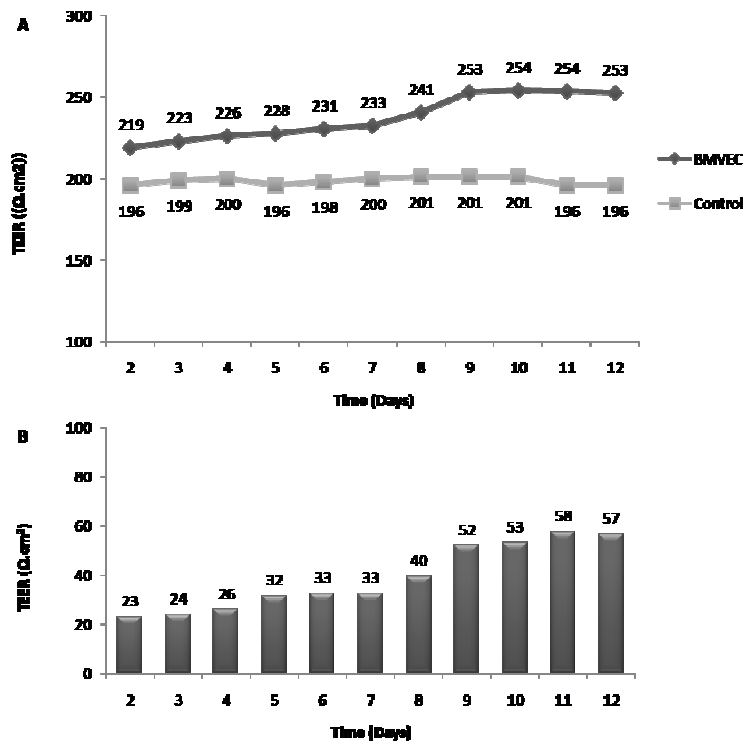 A
300
250
200
150
100
TEER ((Ω.cm2))
219 223 226 228 231 233 241 253 254 254 253
196 199 200 196 198 200 201 201 201 196 196
2 3 4 5 6 7 8 9 10 11 12
Time (Days)
BMVEC
Control
B
100
80
60
40
20
0
TEER (Ω.cm²)
23 24 26 32 33 33 40 52 53 58 57
2 3 4 5 6 7 8 9 10 11 12
Time (Days)